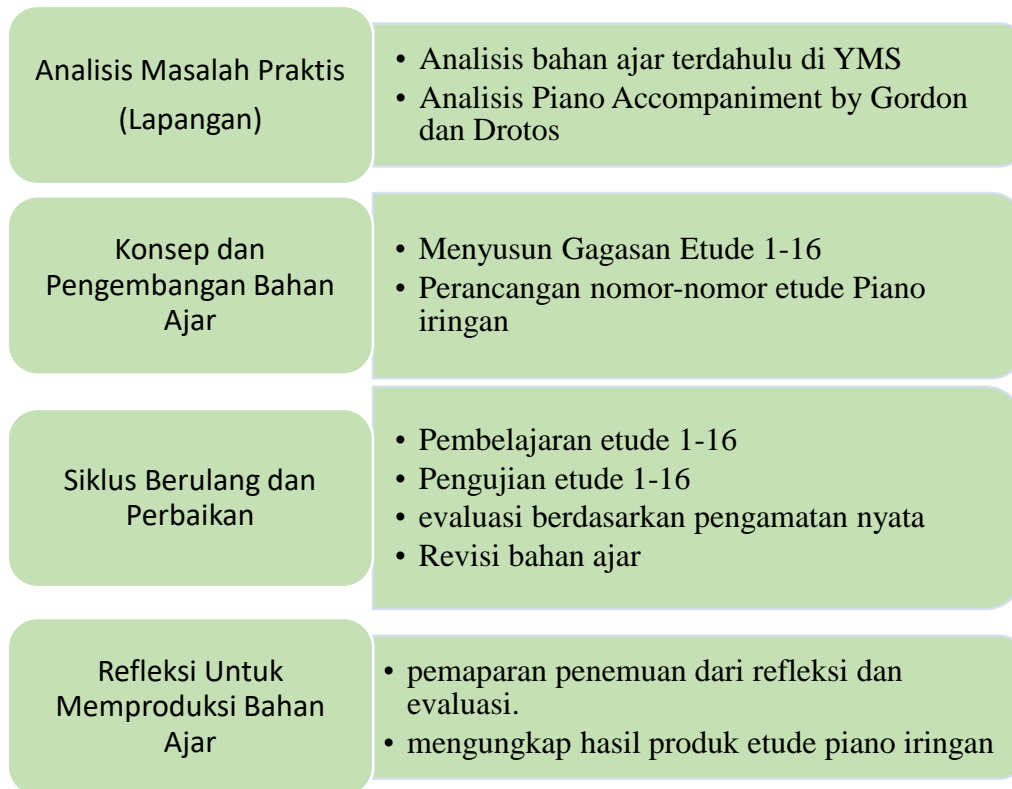 Analisis Masalah Praktis
(Lapangan)
• Analisis bahan ajar terdahulu di YMS
• Analisis Piano Accompaniment by Gordon
dan Drotos
Konsep dan
Pengembangan Bahan
Ajar
• Menyusun Gagasan Etude 1-16
• Perancangan nomor-nomor etude Piano
iringan
Siklus Berulang dan
Perbaikan
• Pembelajaran etude 1-16
• Pengujian etude 1-16
• evaluasi berdasarkan pengamatan nyata
• Revisi bahan ajar
Refleksi Untuk
Memproduksi Bahan
Ajar
• pemaparan penemuan dari refleksi dan
evaluasi.
• mengungkap hasil produk etude piano iringan